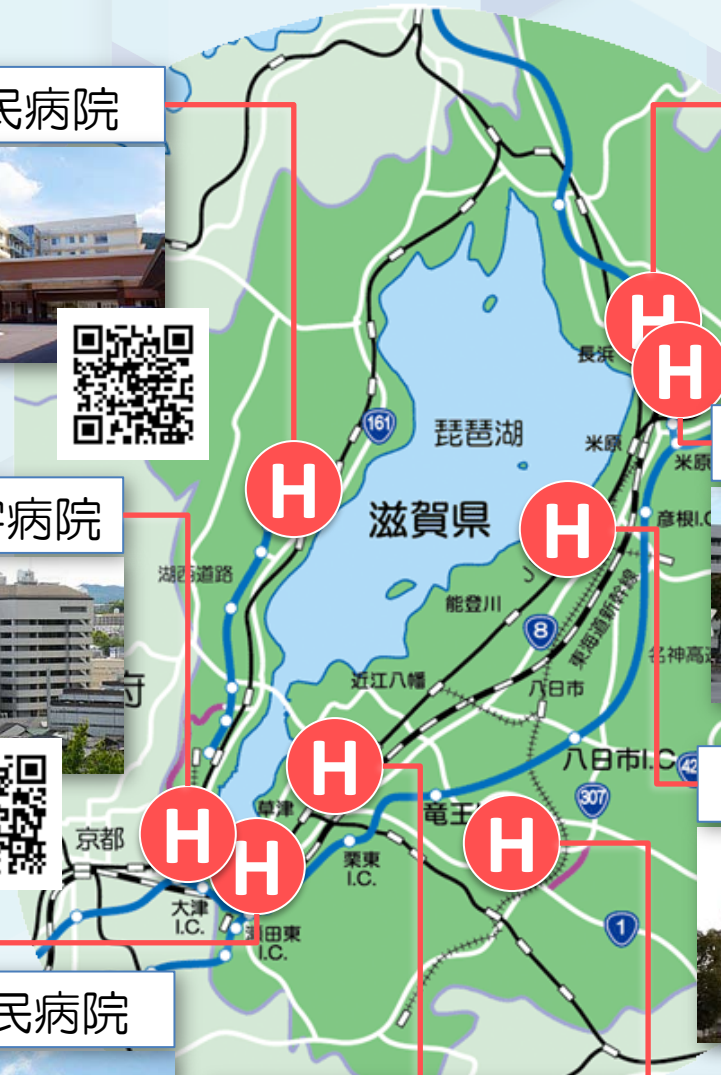 民病院
H
H
長浜
161
琵琶湖
米原
米原
H
滋賀県
H
彦根I.C
病院
湖西道路
能登川
8
東海道新幹線
名神高速
近江八幡
八日市
府
H
八日市I.C
42
307
草津
竜王
H
京都
H
H
栗東
I.C.
大津
I.C.
瀬田東
I.C.
1
民病院